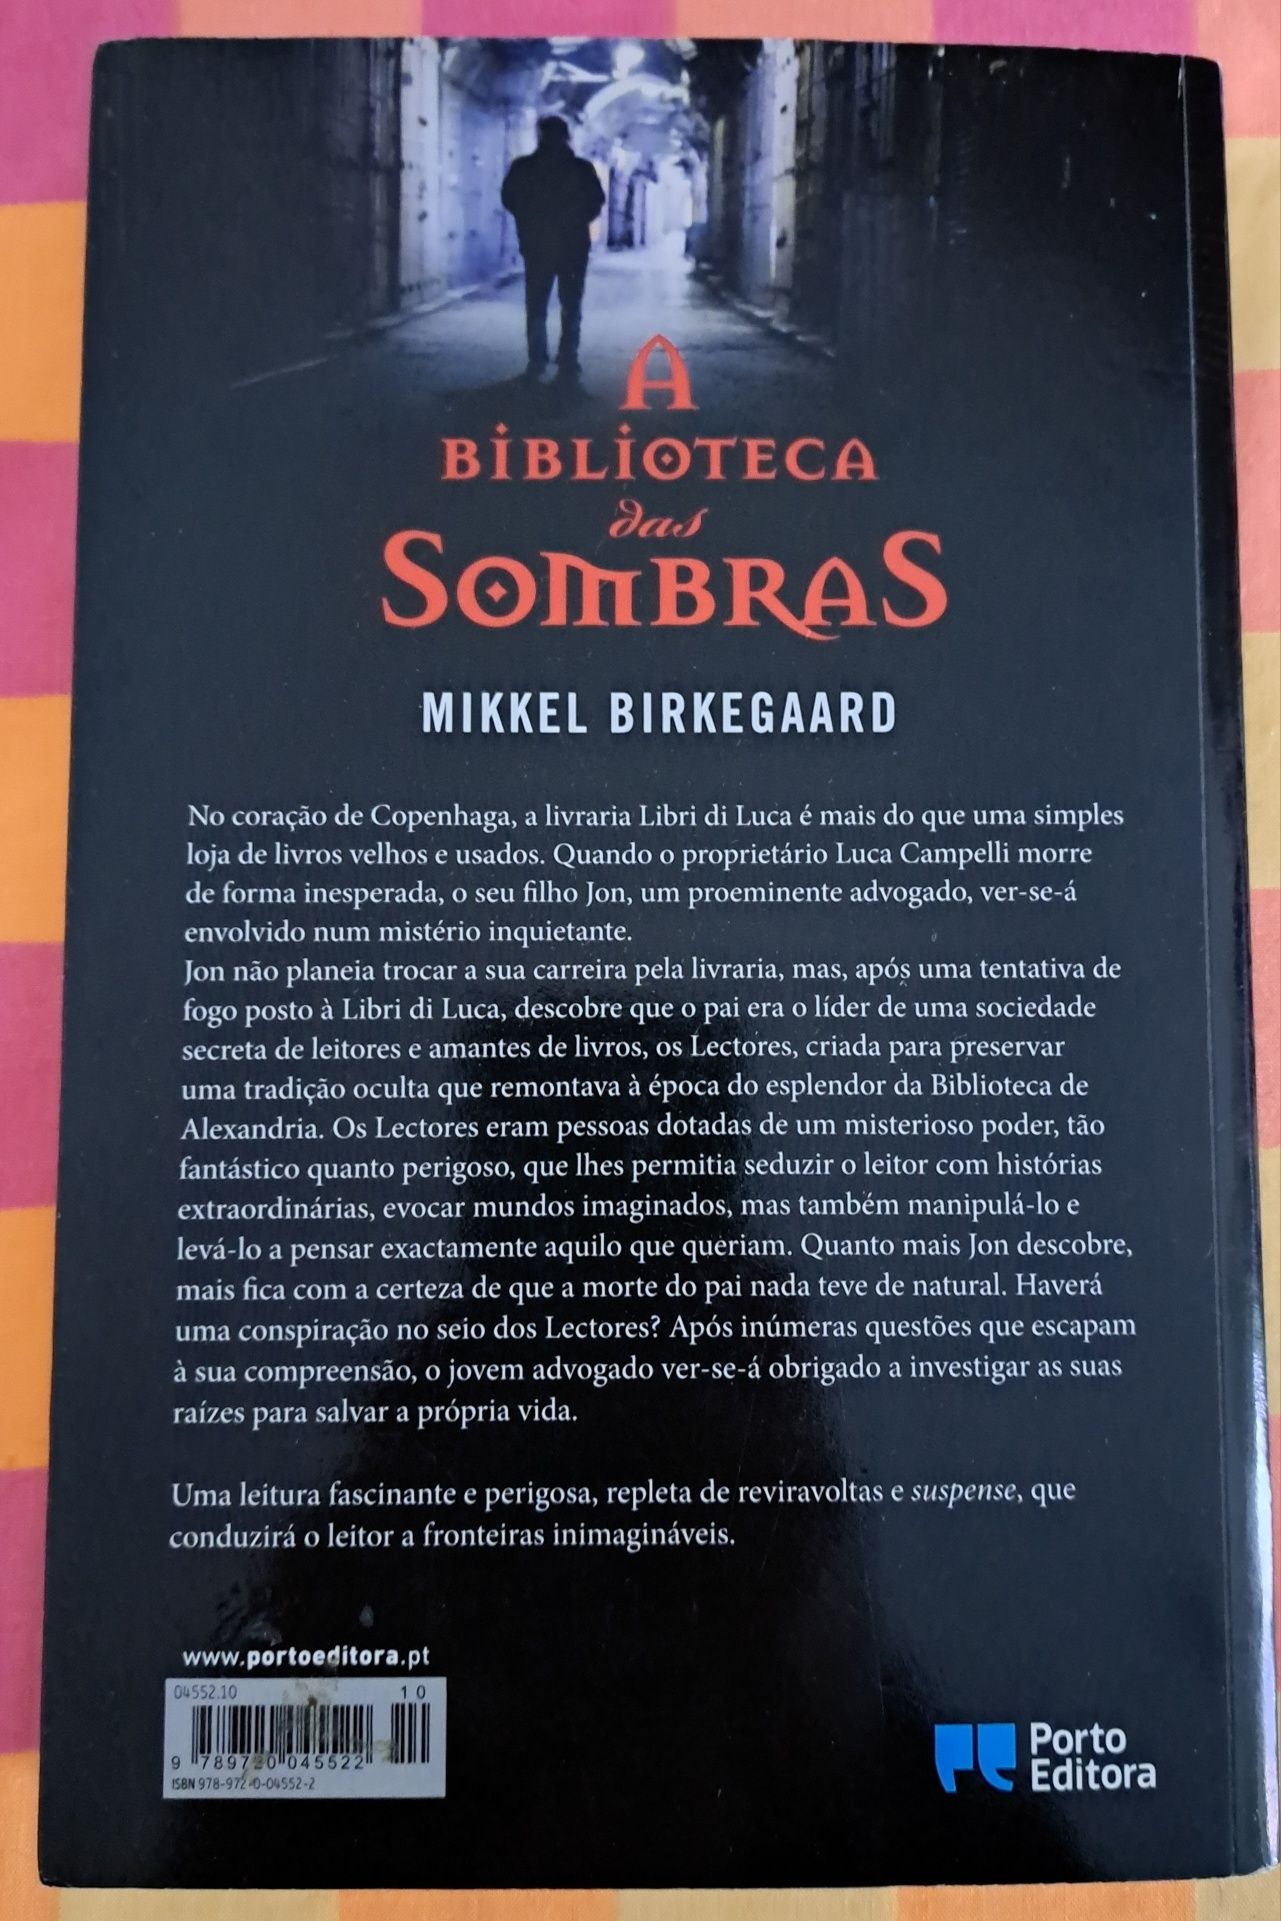 A
BIBLIOTECA
das
SOMBRAS
MIKKEL BIRKEGAARD
No coração de Copenhaga, a livraria Libri di Luca é mais do que uma simples
loja de livros velhos e usados. Quando o proprietário Luca Campelli morre
de forma inesperada, o seu filho Jon, um proeminente advogado, ver-se-á
envolvido num mistério inquietante.
Jon não planeia trocar a sua carreira pela livraria, mas, após uma tentativa de
fogo posto à Libri di Luca, descobre que o pai era o líder de uma sociedade
secreta de leitores e amantes de livros, os Lectores, criada para preservar
uma tradição oculta que remontava à época do esplendor da Biblioteca de
Alexandria. Os Lectores eram pessoas dotadas de um misterioso poder, tão
fantástico quanto perigoso, que lhes permitia seduzir o leitor com histórias
extraordinárias, evocar mundos imaginados, mas também manipulá-lo e
levá-lo a pensar exactamente aquilo que queriam. Quanto mais Jon descobre,
mais fica com a certeza de que a morte do pai nada teve de natural. Haverá
uma conspiração no seio dos Lectores? Após inúmeras questões que escapam
à sua compreensão, o jovem advogado ver-se-á obrigado a investigar as suas
raízes para salvar a própria vida.
Uma leitura fascinante e perigosa, repleta de reviravoltas e suspense, que
conduzirá o leitor a fronteiras inimagináveis.
www.portoeditora.pt
04552.10 10
9 789720 045522
ISBN 978-972-0-04552-2
Porto
Editora